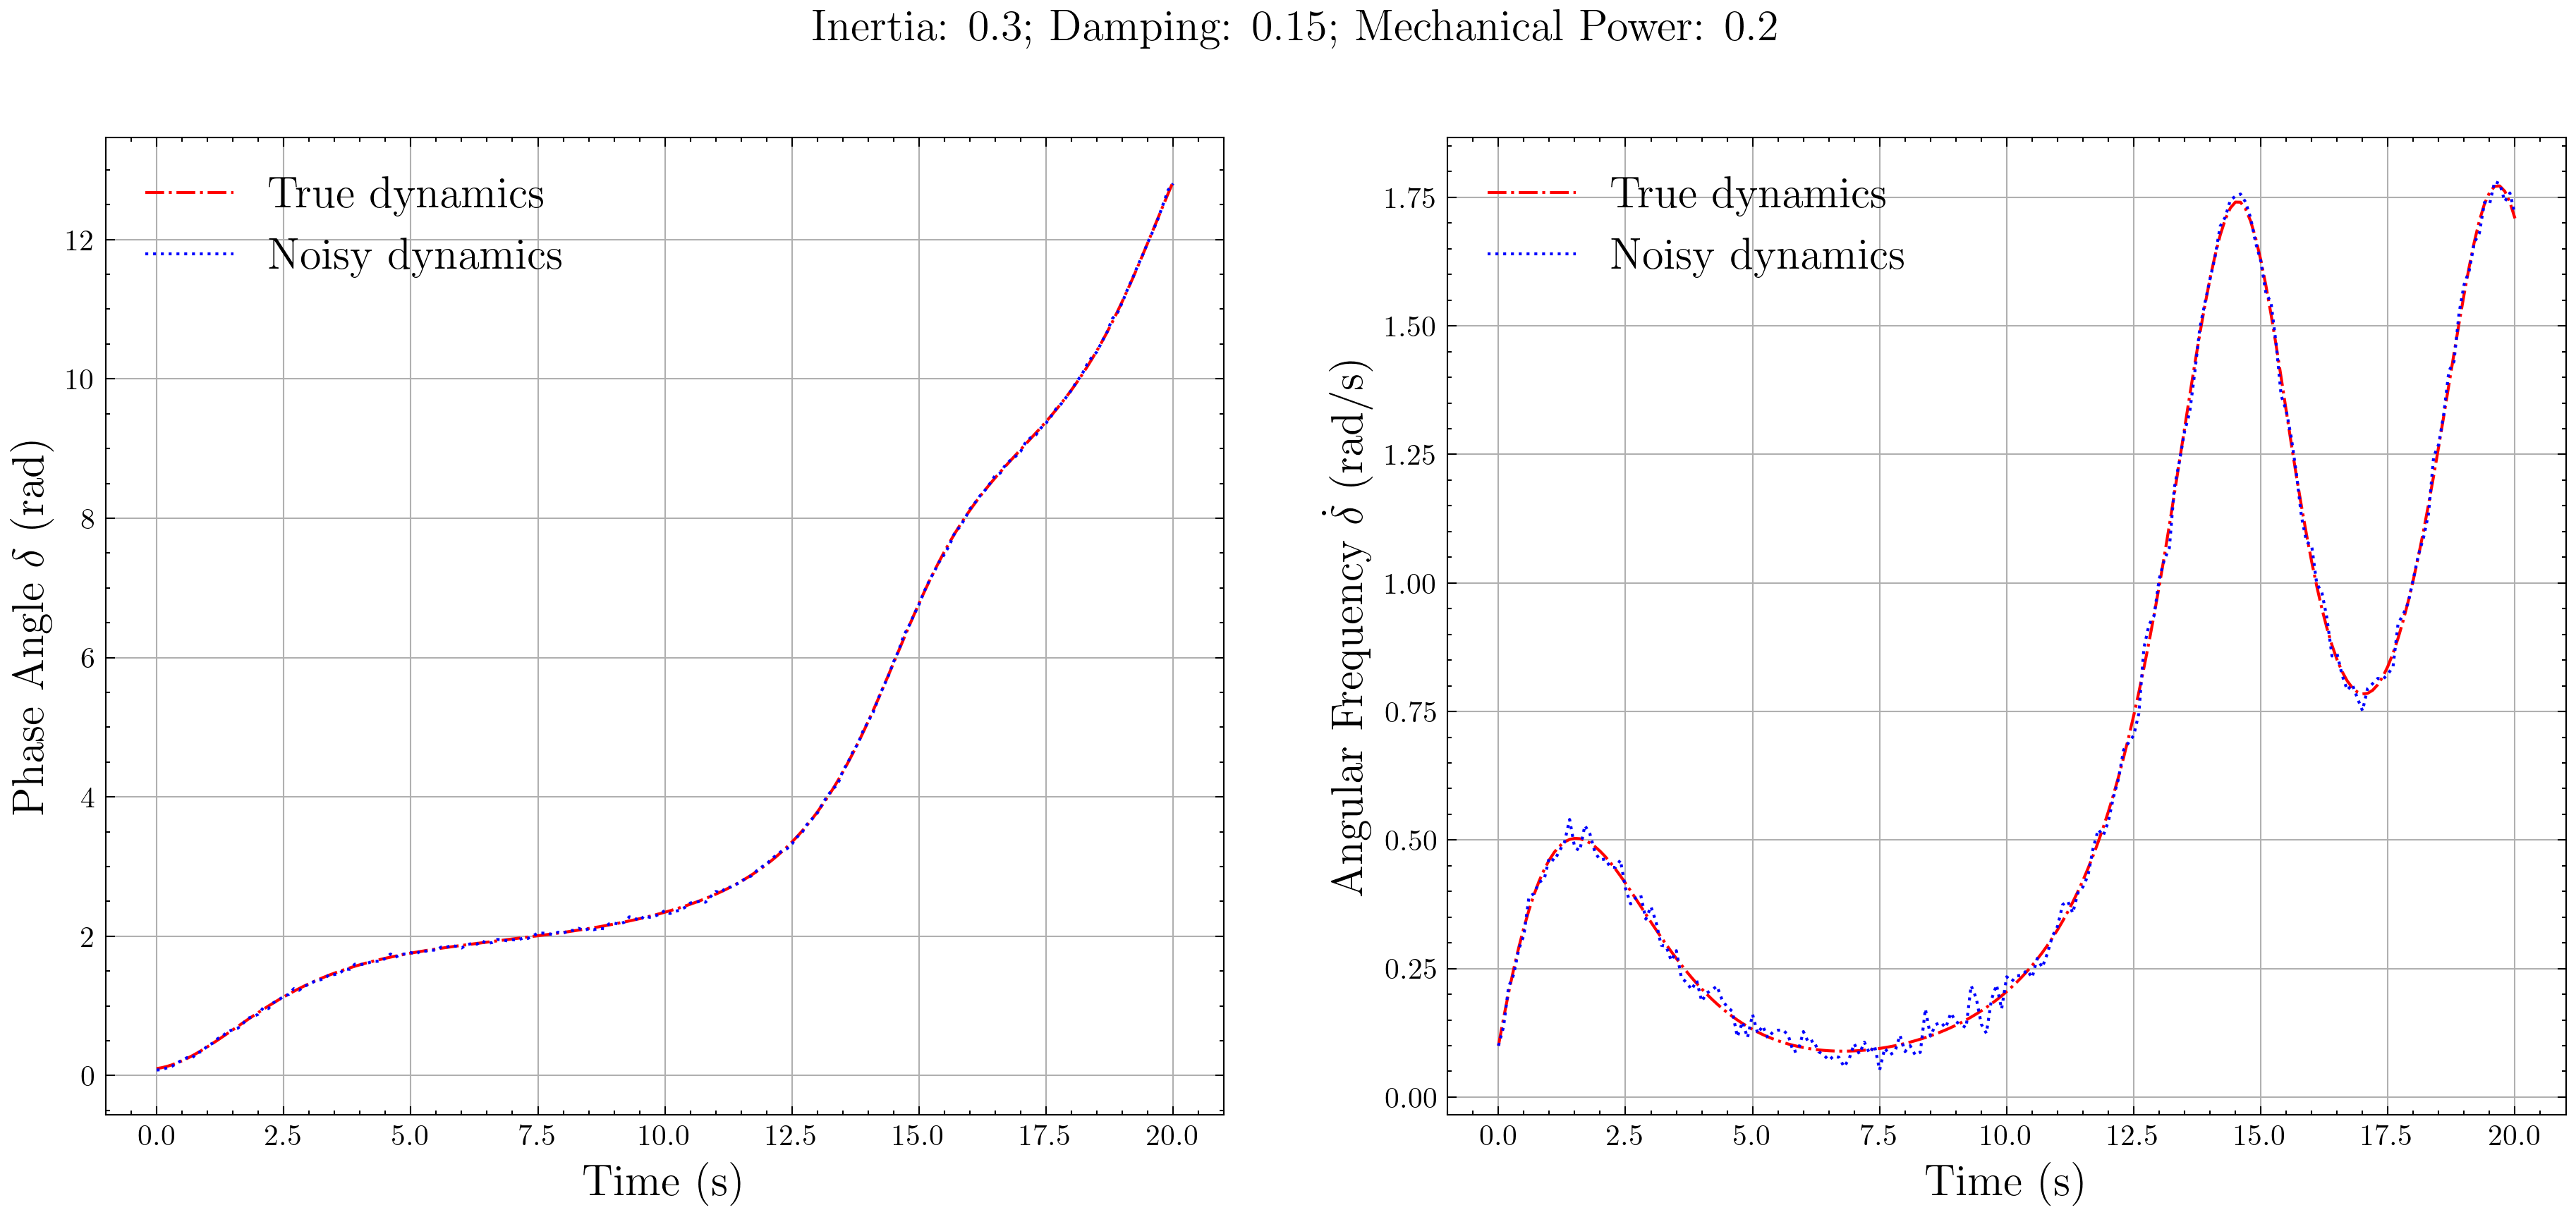 Inertia: 0.3; Damping: 0.15; Mechanical Power: 0.2
Phase Angle δ (rad)
12
10
8
6
4
2
0
True dynamics
Noisy dynamics
0.0 2.5 5.0 7.5 10.0 12.5 15.0 17.5 20.0
Time (s)
Angular Frequency δ̇ (rad/s)
1.75
1.50
1.25
1.00
0.75
0.50
0.25
0.00
True dynamics
Noisy dynamics
0.0 2.5 5.0 7.5 10.0 12.5 15.0 17.5 20.0
Time (s)